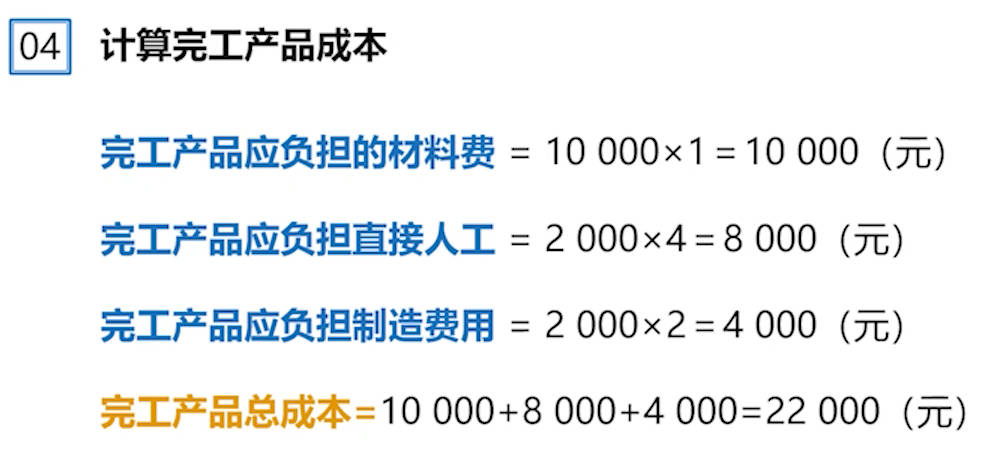 04 计算完工产品成本
完工产品应负担的材料费 = 10 000×1=10 000（元）
完工产品应负担直接人工 = 2 000×4=8 000（元）
完工产品应负担制造费用 = 2 000×2=4 000（元）
完工产品总成本=10 000+8 000+4 000=22 000（元）